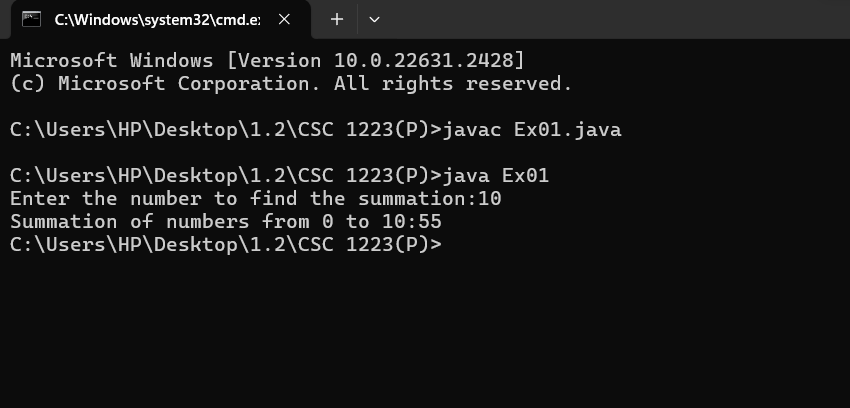 C:\Windows\system32\cmd.e
Microsoft Windows [Version 10.0.22631.2428]
(c) Microsoft Corporation. All rights reserved.
C:\Users\HP\Desktop\1.2\CSC 1223(P)>javac Ex01.java
C:\Users\HP\Desktop\1.2\CSC 1223(P)>java Ex01
Enter the number to find the summation:10
Summation of numbers from 0 to 10:55
C:\Users\HP\Desktop\1.2\CSC 1223(P)>